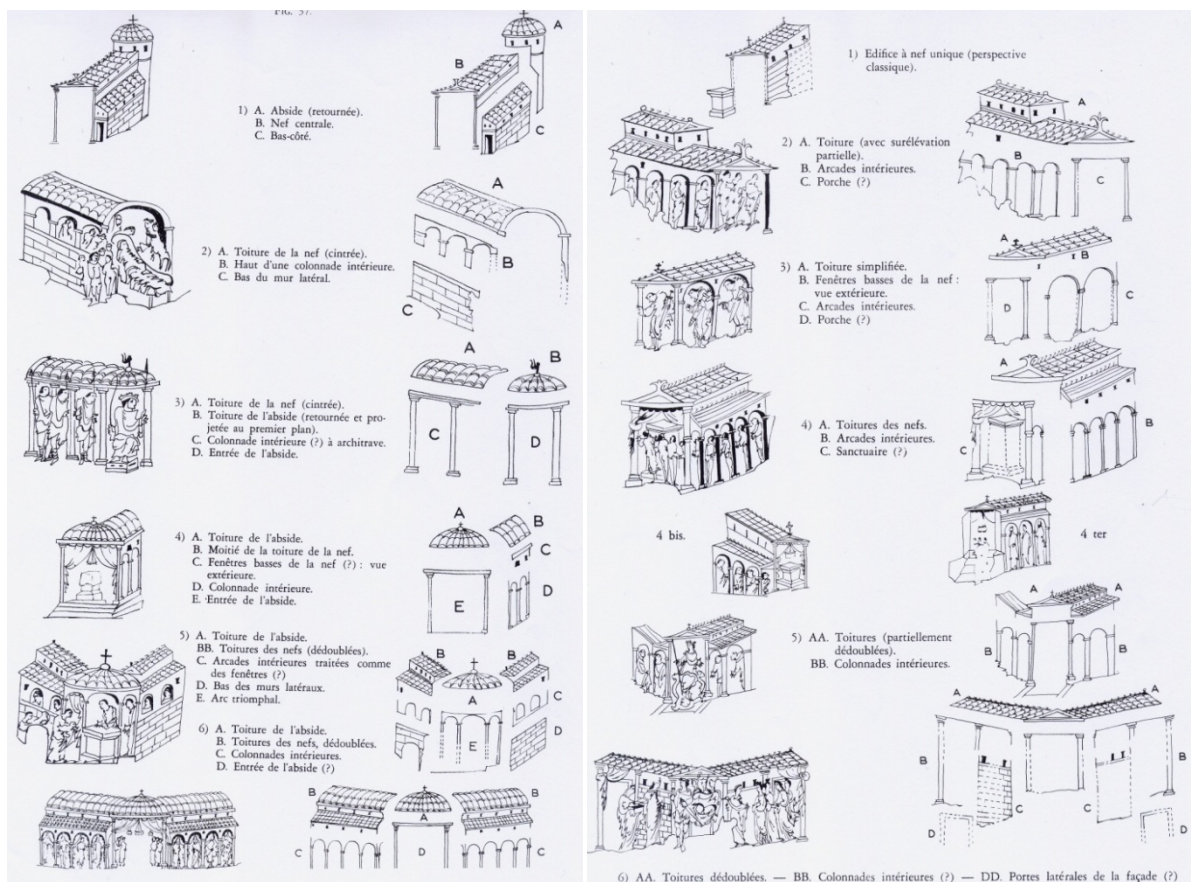 FIG. 37.
A
B
1) A. Abside (retournée).
B. Nef centrale.
C. Bas-côté.
C
A
2) A. Toiture de la nef (cintrée).
B. Haut d'une colonnade intérieure.
C. Bas du mur latéral.
B
C
A
B
3) A. Toiture de la nef (cintrée).
B. Toiture de l'abside (retournée et pro-
jetée au premier plan).
C. Colonnade intérieure (?) à architrave.
D. Entrée de l'abside.
C
D
A
B
4) A. Toiture de l'abside.
B. Moitié de la toiture de la nef.
C. Fenêtres basses de la nef (?) : vue
extérieure.
D. Colonnade intérieure.
E. Entrée de l'abside.
C
D
E
5) A. Toiture de l'abside.
BB. Toitures des nefs (dédoublées).
C. Arcades intérieures traitées comme
des fenêtres (?)
D. Bas des murs latéraux.
E. Arc triomphal.
B
B
C
A
D
E
6) A. Toiture de l'abside.
B. Toitures des nefs, dédoublées.
C. Colonnades intérieures.
D. Entrée de l'abside (?)
B
B
A
C
D
C
1) Edifice à nef unique (perspective
classique).
A
2) A. Toiture (avec surélévation
partielle).
B. Arcades intérieures.
C. Porche (?)
B
C
A
B
3) A. Toiture simplifiée.
B. Fenêtres basses de la nef :
vue extérieure.
C. Arcades intérieures.
D. Porche (?)
D
C
A
4) A. Toitures des nefs.
B. Arcades intérieures.
C. Sanctuaire (?)
B
C
4 bis.
4 ter
A
A
5) AA. Toitures (partiellement
dédoublées).
BB. Colonnades intérieures.
B
B
A
A
B
B
C
C
D
D
6) AA. Toitures dédoublées. — BB. Colonnades intérieures (?) — DD. Portes latérales de la façade (?)